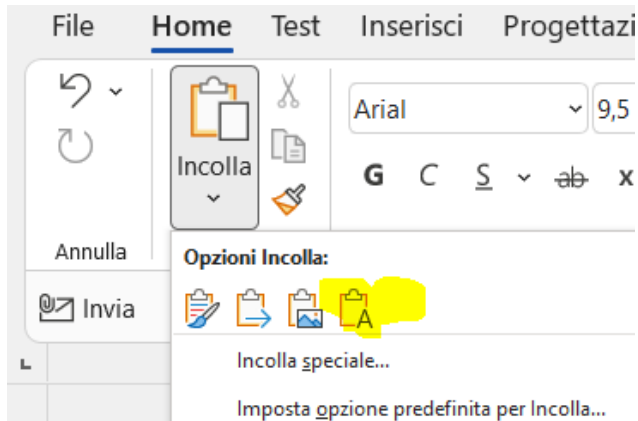 File Home Test Inserisci Progettazi
Arial 9,5
Incolla
G C S ab x
Annulla
Opzioni Incolla:
Invia
A
Incolla speciale...
Imposta opzione predefinita per Incolla...